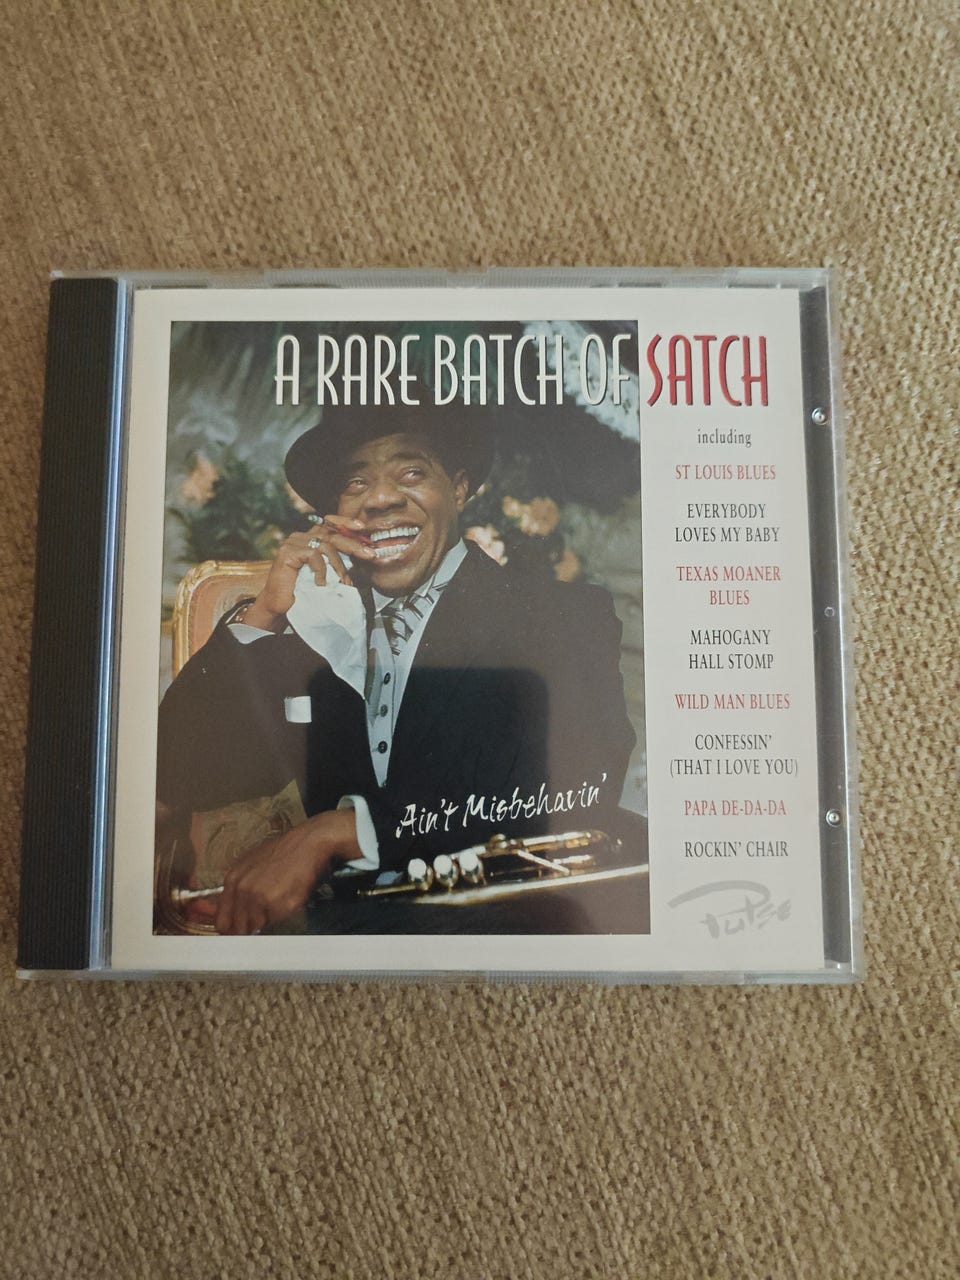 A RARE BATCH OF SATCH
including
ST LOUIS BLUES
EVERYBODY
LOVES MY BABY
TEXAS MOANER
BLUES
MAHOGANY
HALL STOMP
WILD MAN BLUES
CONFESSIN'
(THAT I LOVE YOU)
PAPA DE-DA-DA
ROCKIN' CHAIR
Ain't Misbehavin'
Pulse